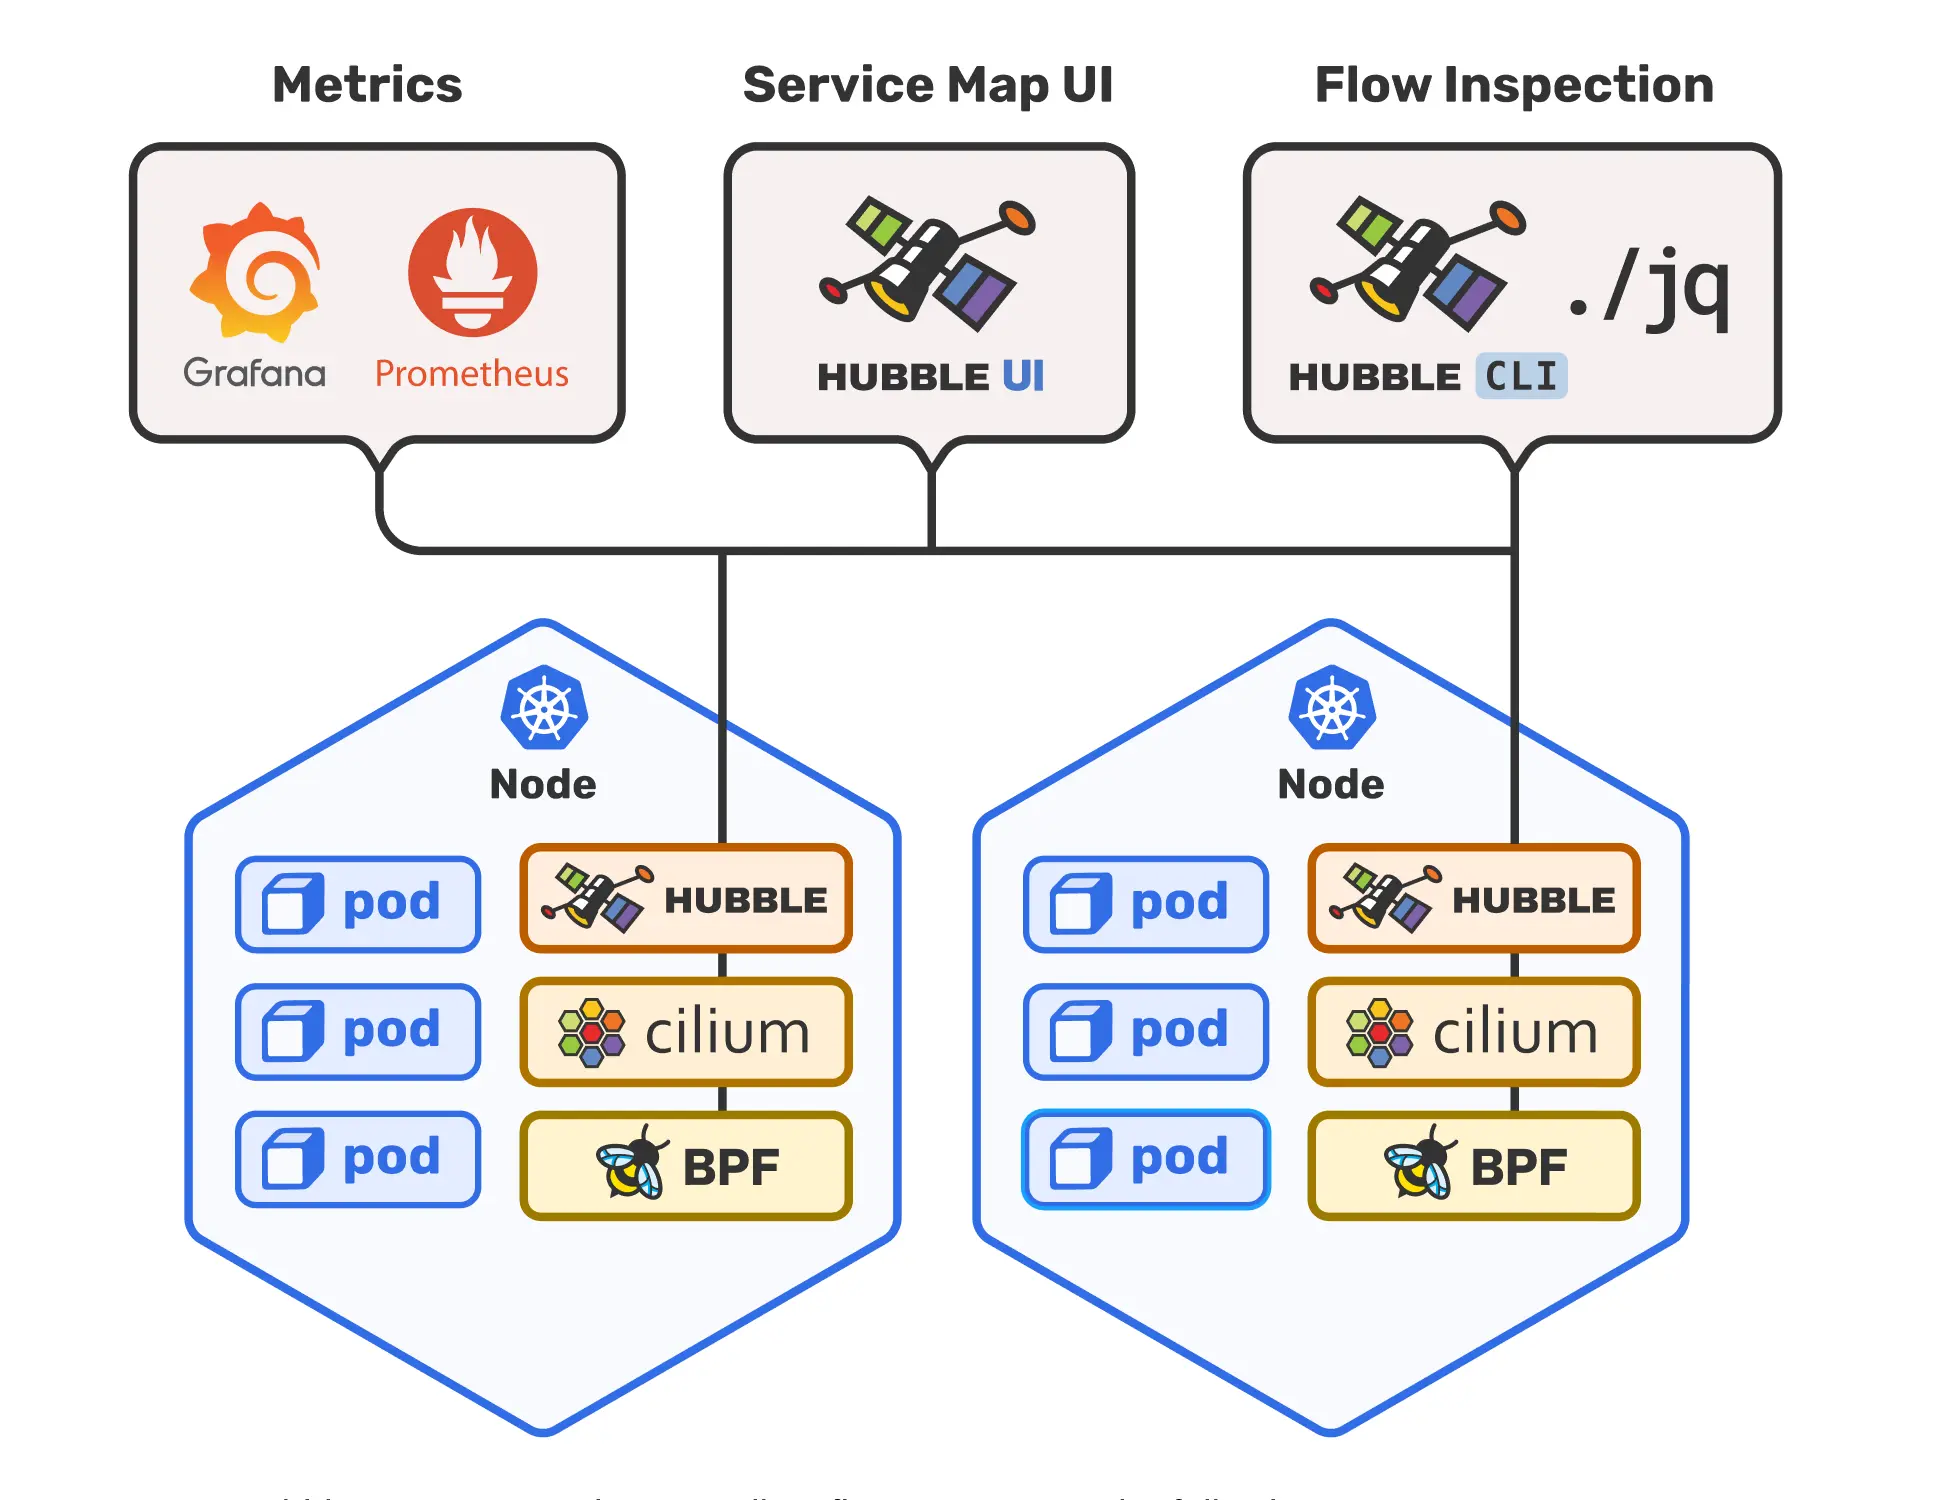 Metrics
Service Map UI
Flow Inspection
Grafana
Prometheus
HUBBLE UI
./jq
HUBBLE CLI
Node
pod
HUBBLE
pod
cilium
pod
BPF
Node
pod
HUBBLE
pod
cilium
pod
BPF